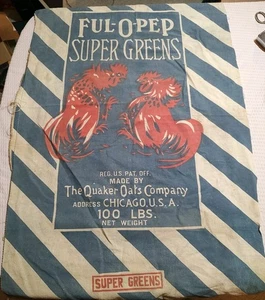 FUL-O-PEP
SUPER GREENS
REG. U.S. PAT. OFF.
MADE BY
The Quaker Oats Company
ADDRESS CHICAGO, U.S.A.
100 LBS.
NET WEIGHT
SUPER GREENS